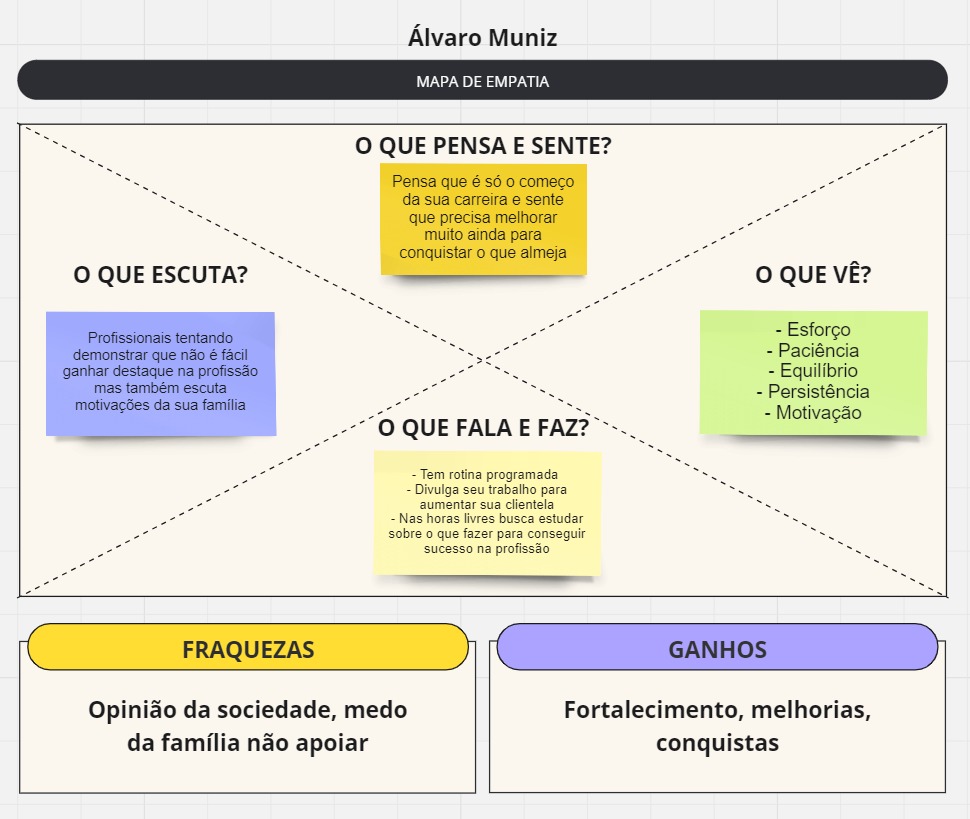 Álvaro Muniz
MAPA DE EMPATIA
O QUE PENSA E SENTE?
Pensa que é só o começo
da sua carreira e sente
que precisa melhorar
muito ainda para
conquistar o que almeja
O QUE ESCUTA?
Profissionais tentando
demonstrar que não é fácil
ganhar destaque na profissão
mas também escuta
motivações da sua família
O QUE VÊ?
- Esforço
- Paciência
- Equilíbrio
- Persistência
- Motivação
O QUE FALA E FAZ?
- Tem rotina programada
- Divulga seu trabalho para
aumentar sua clientela
- Nas horas livres busca estudar
sobre o que fazer para conseguir
sucesso na profissão
FRAQUEZAS
Opinião da sociedade, medo
da família não apoiar
GANHOS
Fortalecimento, melhorias,
conquistas